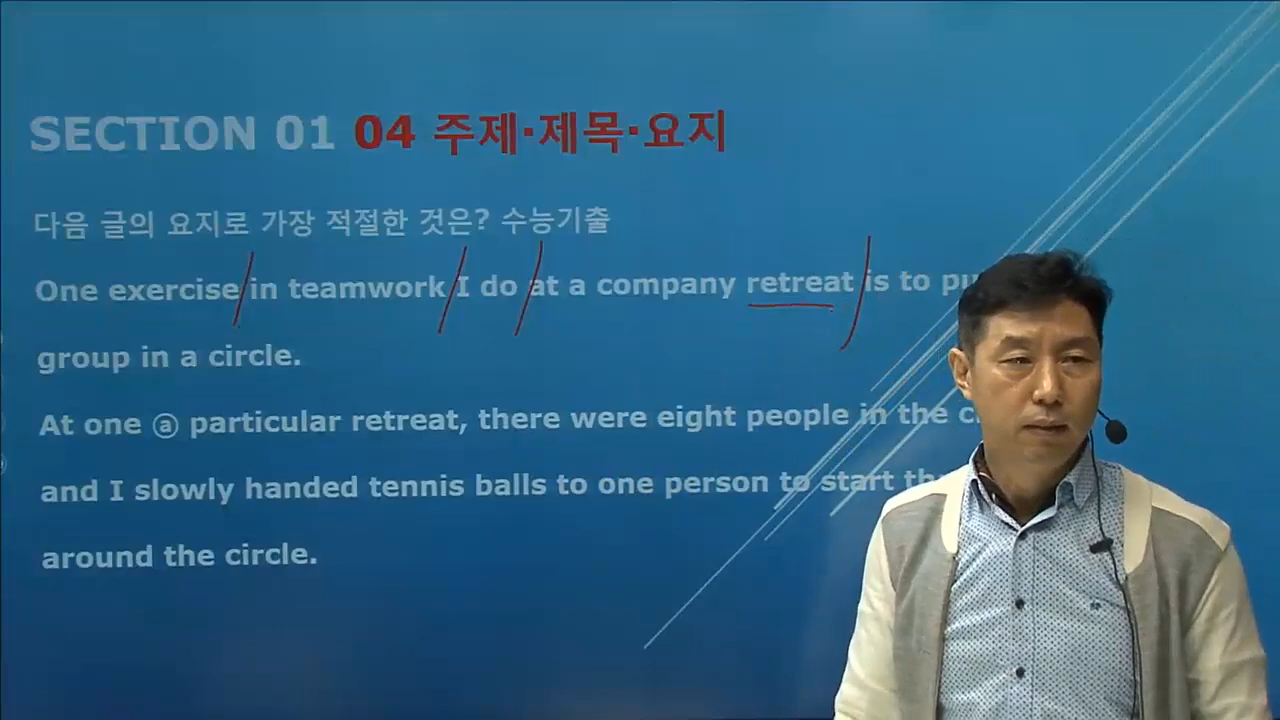 SECTION 01 04 주제·제목·요지
다음 글의 요지로 가장 적절한 것은? 수능기출
One exercise in teamwork I do at a company retreat is to
group in a circle.
At one ⓐ particular retreat, there were eight people in the
and I slowly handed tennis balls to one person to start
around the circle.